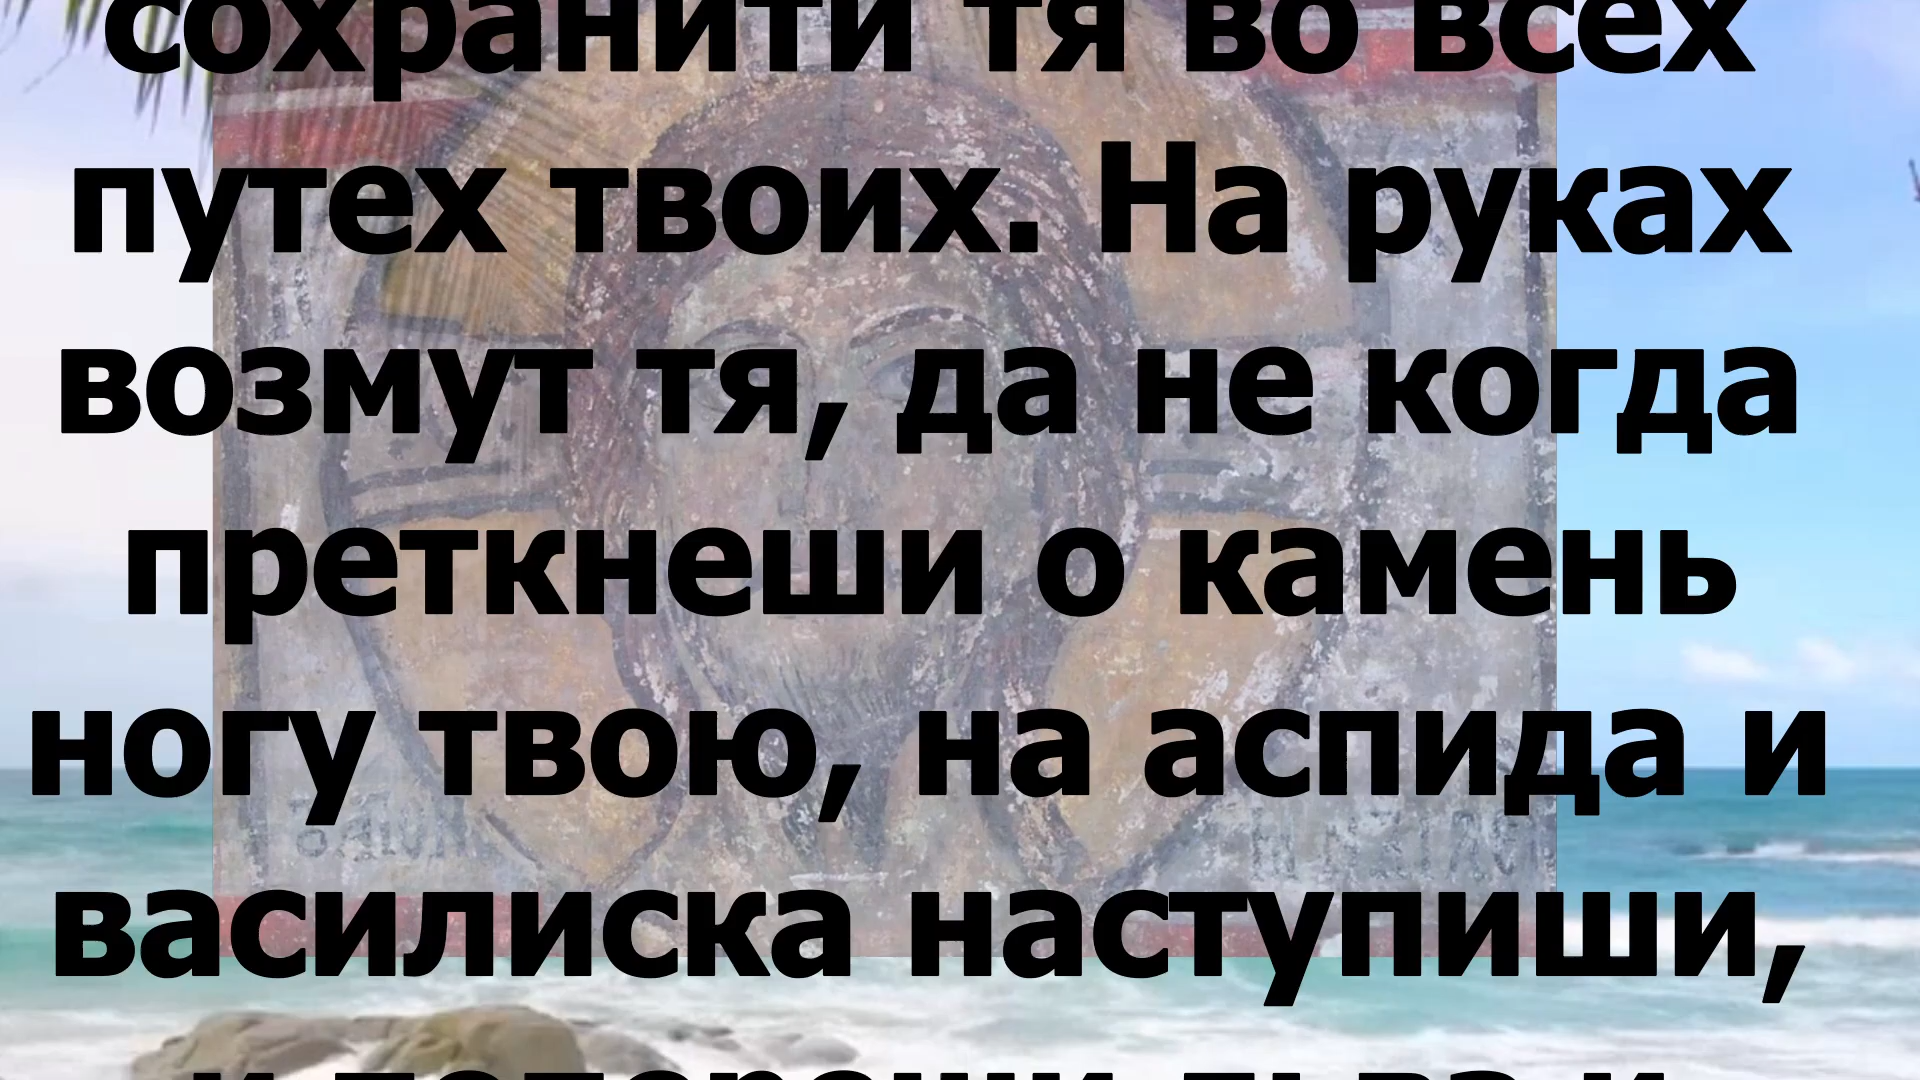 сохранити тя во всех
путех твоих. На руках
возмут тя, да не когда
преткнеши о камень
ногу твою, на аспида и
василиска наступиши,